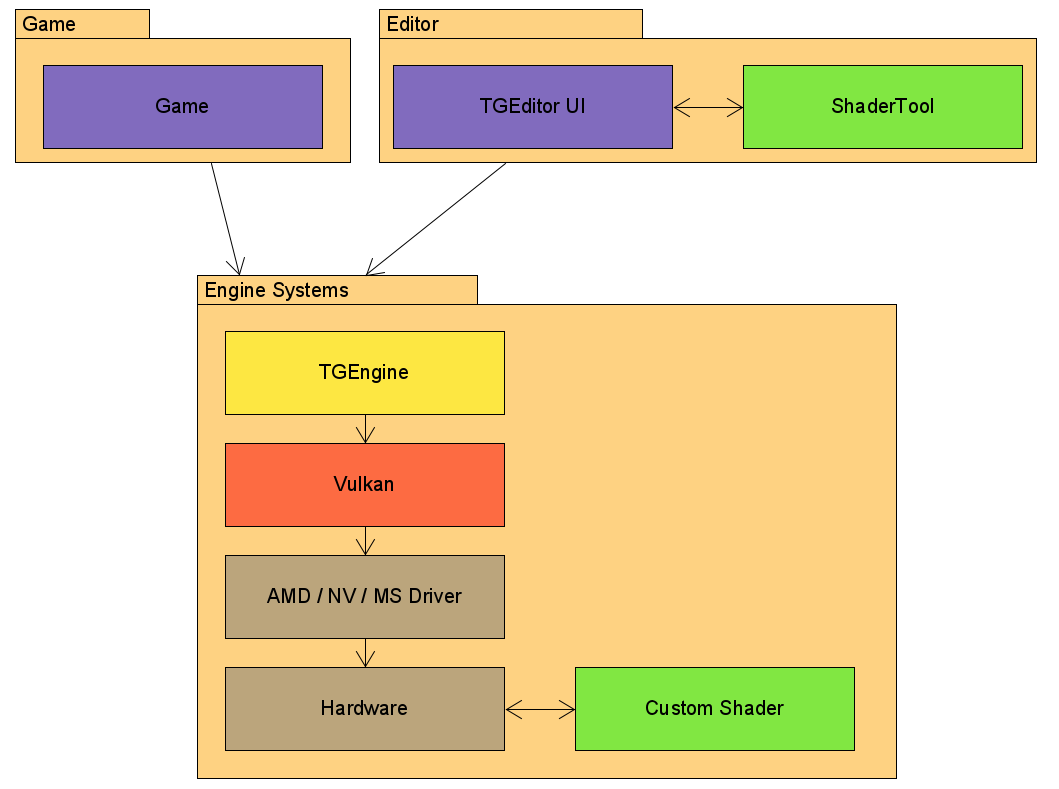 Game
Editor
Game
TGEditor UI
ShaderTool
Engine Systems
TGEngine
Vulkan
AMD / NV / MS Driver
Hardware
Custom Shader